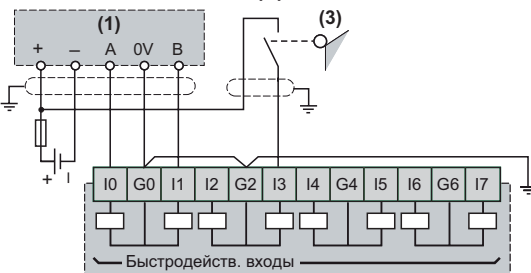 (1)
(3)
+ – A 0V B
+ –
I0 G0 I1 I2 G2 I3 I4 G4 I5 I6 G6 I7
Быстродейств. входы